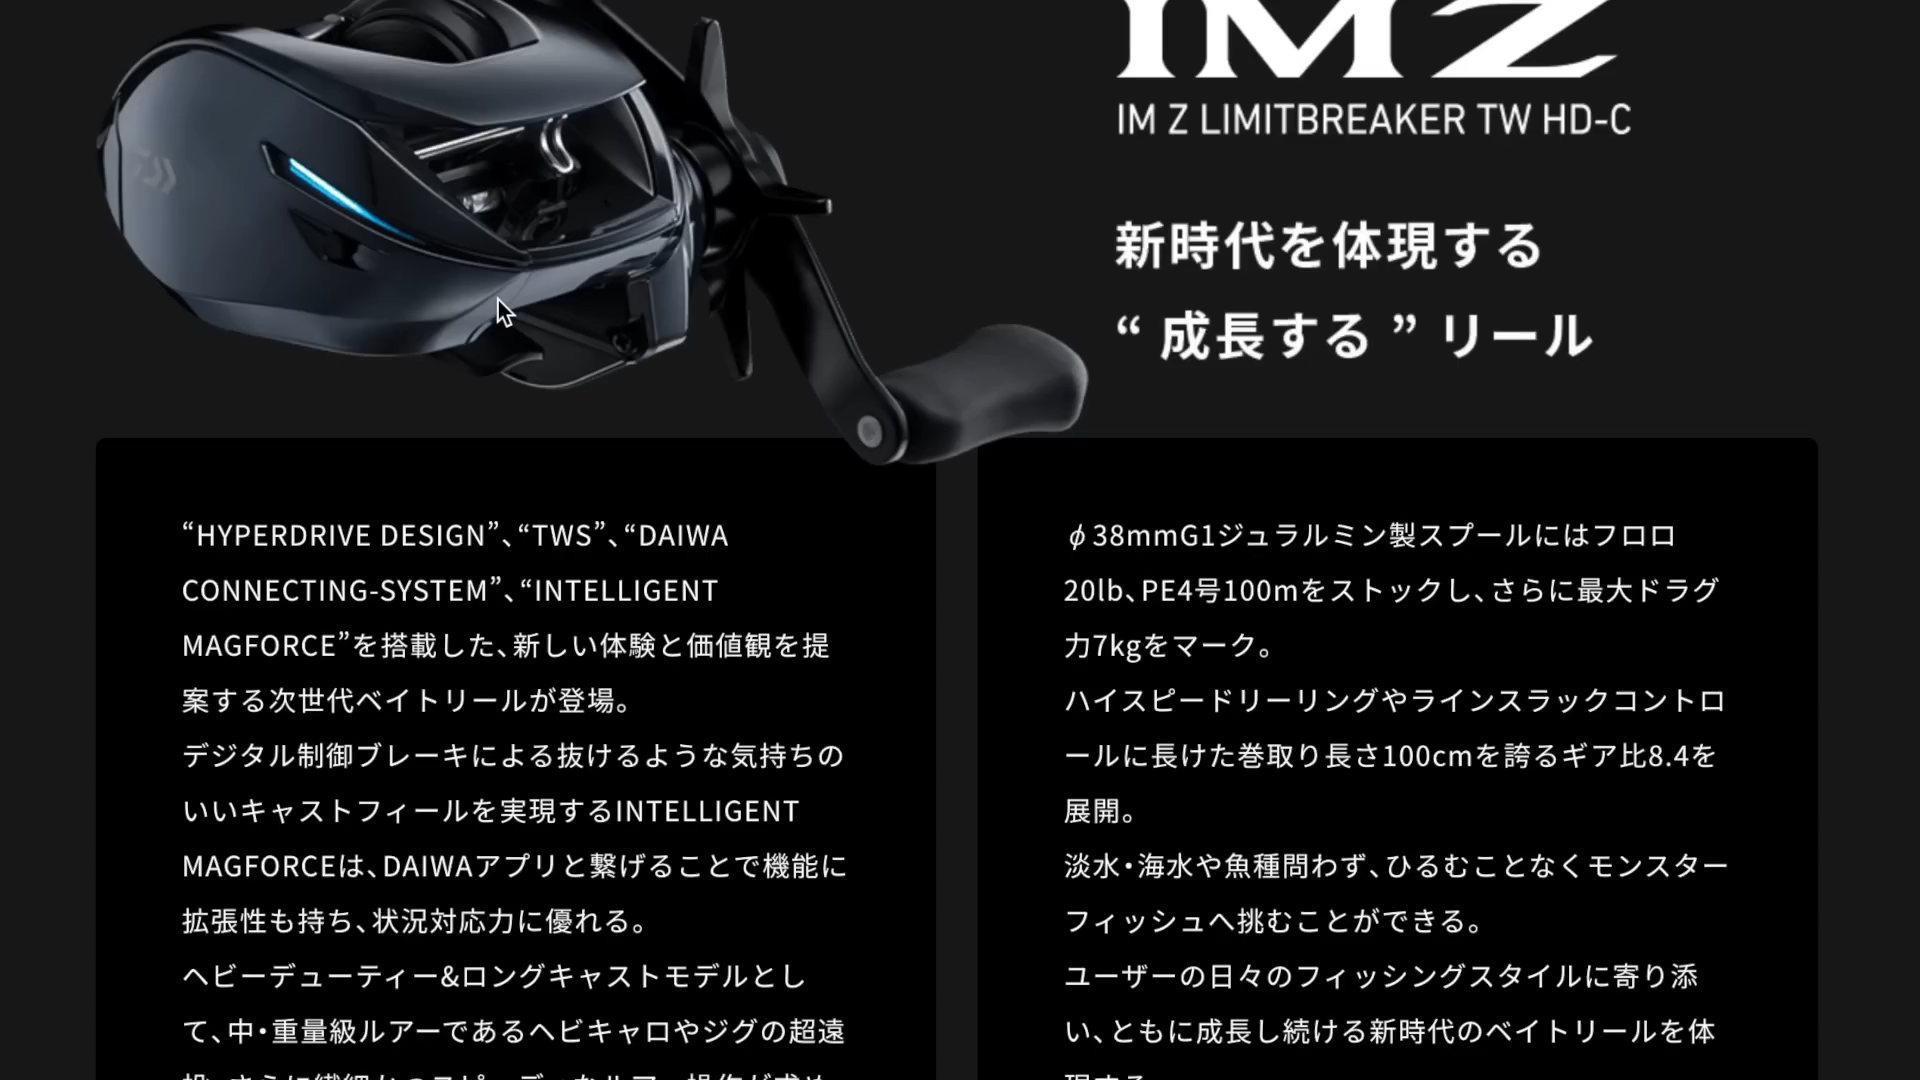 IM Z
IM Z LIMITBREAKER TW HD-C
新時代を体現する
“ 成長する ” リール
“HYPERDRIVE DESIGN”、“TWS”、“DAIWA
CONNECTING-SYSTEM”、“INTELLIGENT
MAGFORCE”を搭載した、新しい体験と価値観を提
案する次世代ベイトリールが登場。
デジタル制御ブレーキによる抜けるような気持ちの
いいキャストフィールを実現するINTELLIGENT
MAGFORCEは、DAIWAアプリと繋げることで機能に
拡張性も持ち、状況対応力に優れる。
ヘビーデューティー&ロングキャストモデルとし
て、中・重量級ルアーであるヘビキャロやジグの超遠
φ38mmG1ジュラルミン製スプールにはフロロ
20lb、PE4号100mをストックし、さらに最大ドラグ
力7kgをマーク。
ハイスピードリーリングやラインスラックコントロ
ールに長けた巻取り長さ100cmを誇るギア比8.4を
展開。
淡水・海水や魚種問わず、ひるむことなくモンスター
フィッシュへ挑むことができる。
ユーザーの日々のフィッシングスタイルに寄り添
い、ともに成長し続ける新時代のベイトリールを体
現する。